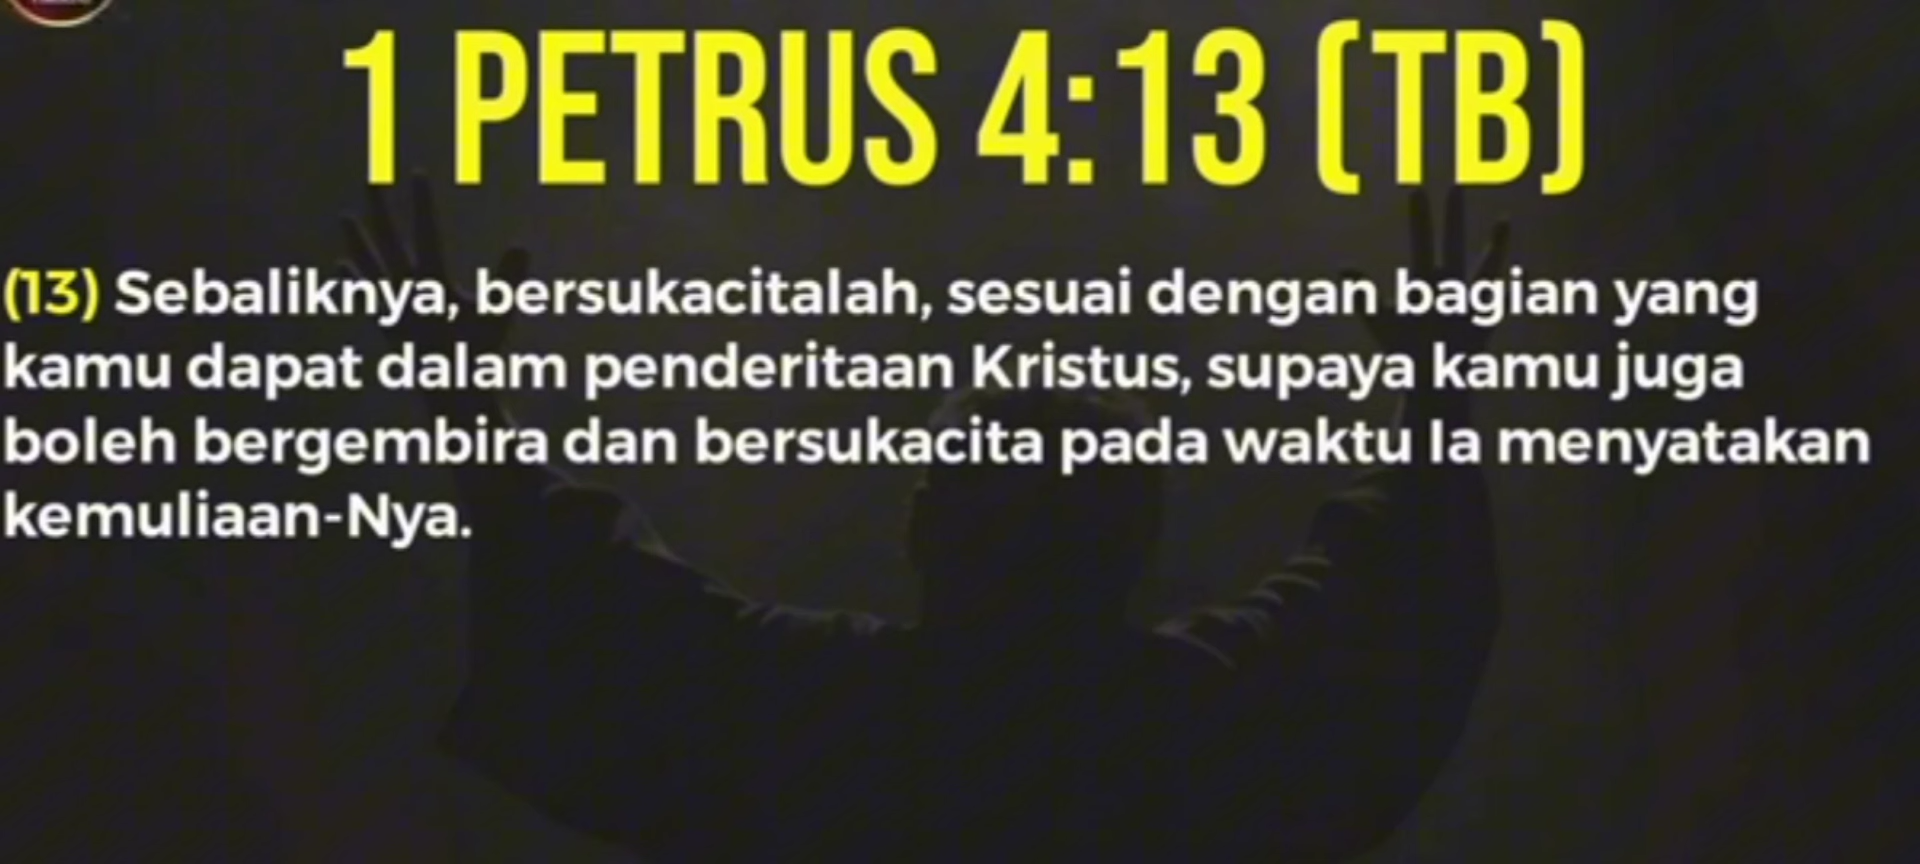 1 PETRUS 4:13 (TB)
(13) Sebaliknya, bersukacitalah, sesuai dengan bagian yang
kamu dapat dalam penderitaan Kristus, supaya kamu juga
boleh bergembira dan bersukacita pada waktu Ia menyatakan
kemuliaan-Nya.